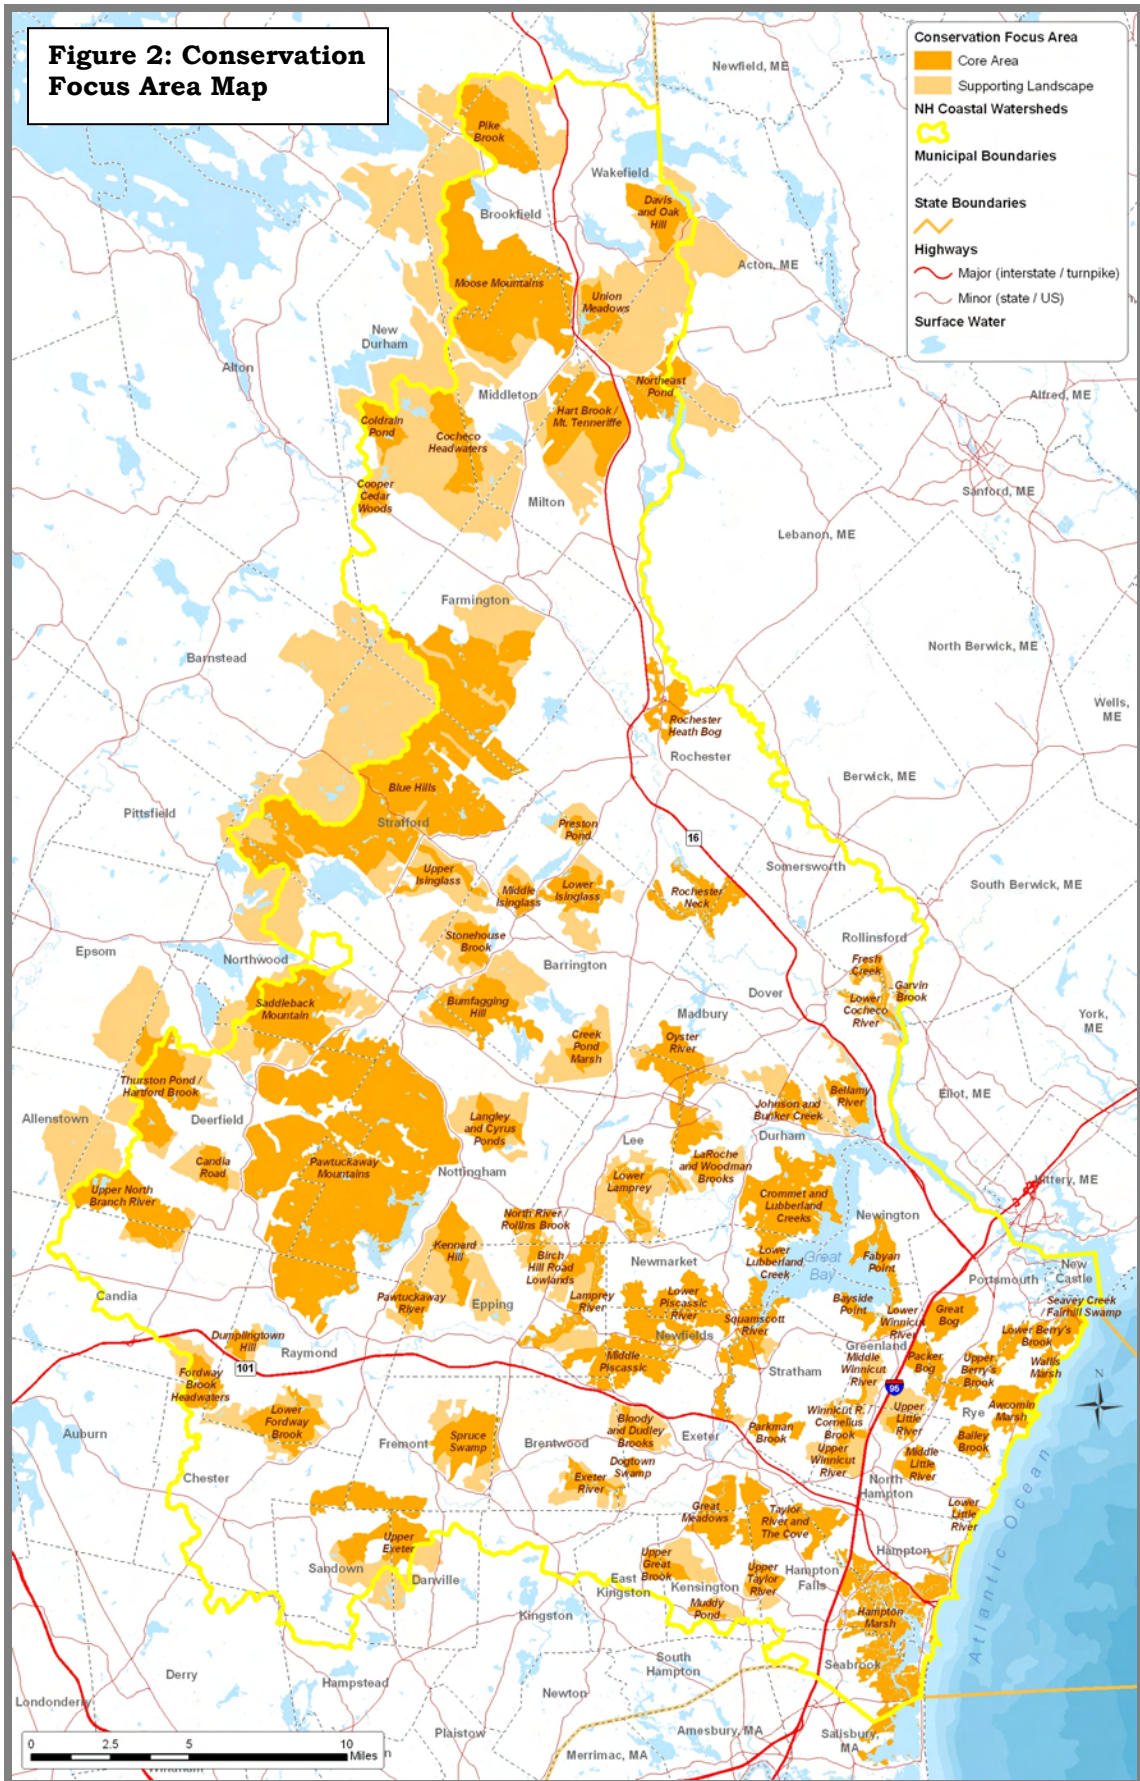 Figure 2: Conservation
Focus Area Map
Conservation Focus Area
Core Area
Supporting Landscape
NH Coastal Watersheds
Municipal Boundaries
State Boundaries
Highways
Major (interstate / turnpike)
Minor (state / US)
Surface Water
Newfield, ME
Pike
Brook
Wakefield
Davis
and Oak
Hill
Brookfield
Acton, ME
Moose Mountains
Union
Meadows
New
Durham
Alton
Middleton
Northeast
Pond
Alfred, ME
Hart Brook /
Mt. Tenneriffe
Coldrain
Pond
Cocheco
Headwaters
Cooper
Cedar
Woods
Milton
Sanford, ME
Lebanon, ME
Farmington
Barnstead
North Berwick, ME
Wells,
ME
Rochester
Heath Bog
Rochester
Berwick, ME
Blue Hills
Pittsfield
Strafford
Preston
Pond
16
Somersworth
Upper
Isinglass
Middle
Isinglass
Lower
Isinglass
Rochester
Neck
South Berwick, ME
Stonehouse
Brook
Rollinsford
Epsom
Northwood
Barrington
Fresh
Creek
Garvin
Brook
Dover
Lower
Cocheco
River
Saddleback
Mountain
Bumfagging
Hill
Madbury
York,
ME
Creek
Pond
Marsh
Oyster
River
Thurston Pond /
Hartford Brook
Bellamy
River
Eliot, ME
Johnson and
Bunker Creek
Allenstown
Deerfield
Langley
and Cyrus
Ponds
Lee
Durham
Candia
Road
Pawtuckaway
Mountains
Nottingham
LaRoche
and Woodman
Brooks
Lower
Lamprey
Kittery, ME
Upper North
Branch River
Crommet and
Lubberland
Creeks
North River /
Rollins Brook
Newington
Kennard
Hill
Birch
Hill Road
Lowlands
Newmarket
Lower
Lubberland
Creek
Great
Bay
Fabyan
Point
New
Castle
Portsmouth
Candia
Pawtuckaway
River
Epping
Lamprey
River
Lower
Piscassic
River
Bayside
Point
Lower
Winnicut
River
Great
Bog
Seavey Creek
/ Fairhill Swamp
Squamscott
River
Dumplingtown
Hill
Raymond
Newfields
Greenland
Lower Berry's
Brook
101
Middle
Piscassic
Stratham
Middle
Winnicut
River
Packer
Bog
Upper
Berry's
Brook
Wallis
Marsh
N
Fordway
Brook
Headwaters
95
Lower
Fordway
Brook
Auburn
Fremont
Spruce
Swamp
Brentwood
Bloody
and Dudley
Brooks
Exeter
Parkman
Brook
Winnicut R.
Cornelius
Brook
Upper
Little
River
Rye
Awcomin
Marsh
Bailey
Brook
Upper
Winnicut
River
Dogtown
Swamp
Middle
Little
River
Chester
Exeter
River
North
Hampton
Great
Meadows
Taylor
River and
The Cove
Lower
Little
River
Atlantic Ocean
Upper
Exeter
Hampton
Sandown
Danville
Upper
Great
Brook
East
Kingston
Kensington
Upper
Taylor
River
Hampton
Falls
Kingston
Muddy
Pond
Hampton
Marsh
Derry
Hampstead
South
Hampton
Seabrook
Londonderry
Newton
Plaistow
Amesbury, MA
Salisbury,
MA
Merrimac, MA
0 2.5 5 10
Miles